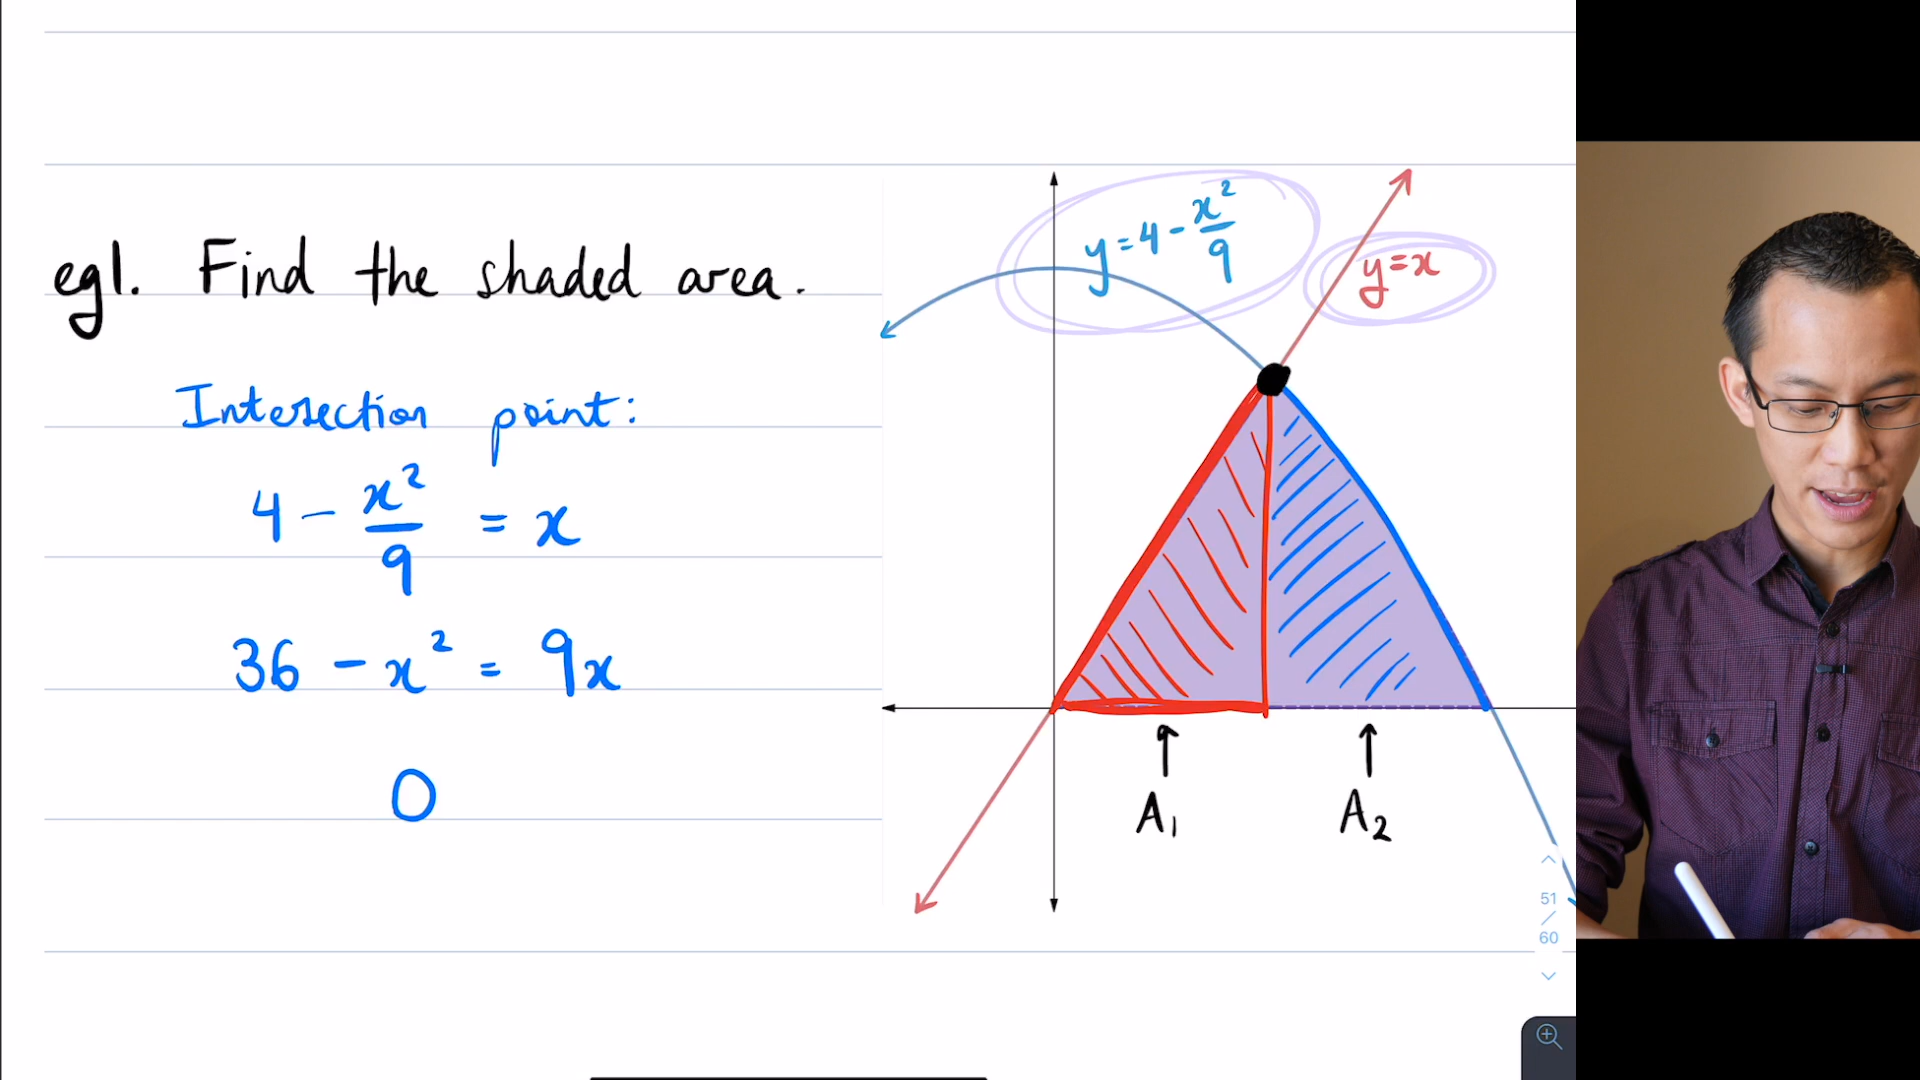 eg1. Find the shaded area.
Intersection point:
4 - x²/9 = x
36 - x² = 9x
0
y = 4 - x²/9
y = x
A₁
A₂
51
/
60